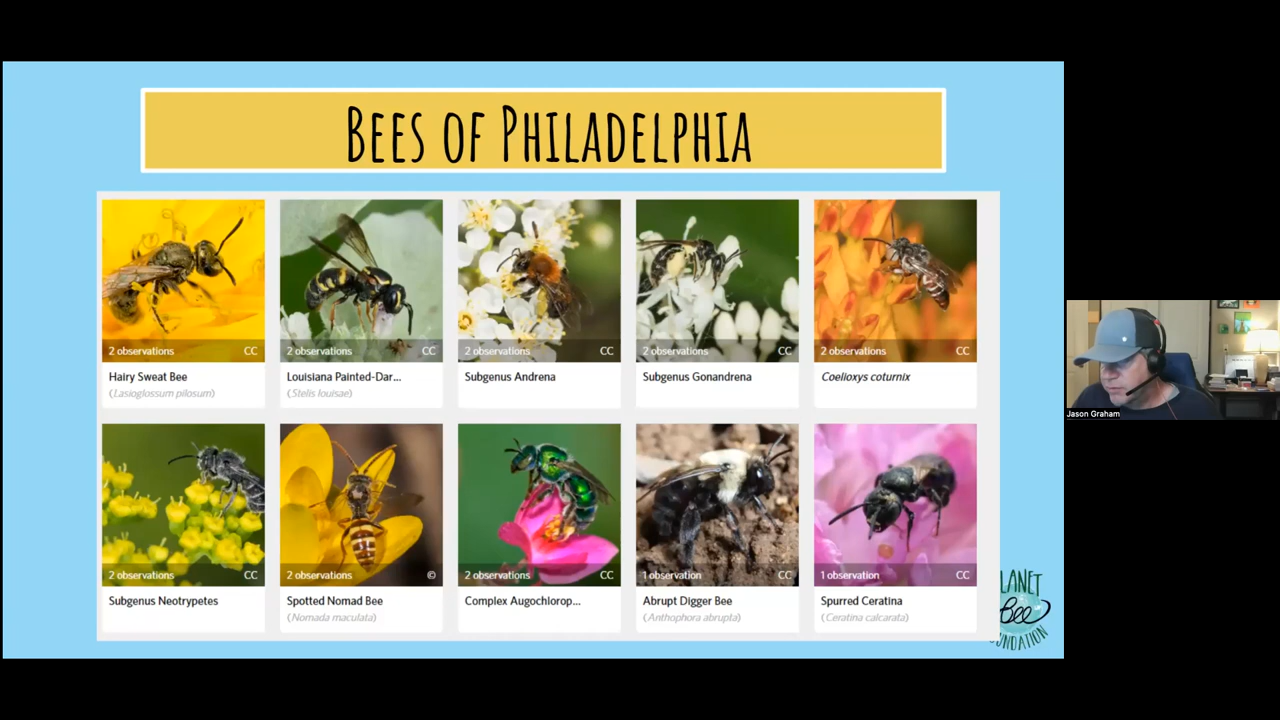 BEES OF PHILADELPHIA
2 observations CC
2 observations CC
2 observations CC
2 observations CC
2 observations CC
Hairy Sweat Bee
(Lasioglossum pilosum)
Louisiana Painted-Dar...
(Stelis louisae)
Subgenus Andrena
Subgenus Gonandrena
Coelioxys coturnix
2 observations CC
2 observations ©
2 observations CC
1 observation CC
1 observation CC
Subgenus Neotrypetes
Spotted Nomad Bee
(Nomada maculata)
Complex Augochlorop...
Abrupt Digger Bee
(Anthophora abrupta)
Spurred Ceratina
(Ceratina calcarata)
LANET
Bee
UNDATION
Jason Graham